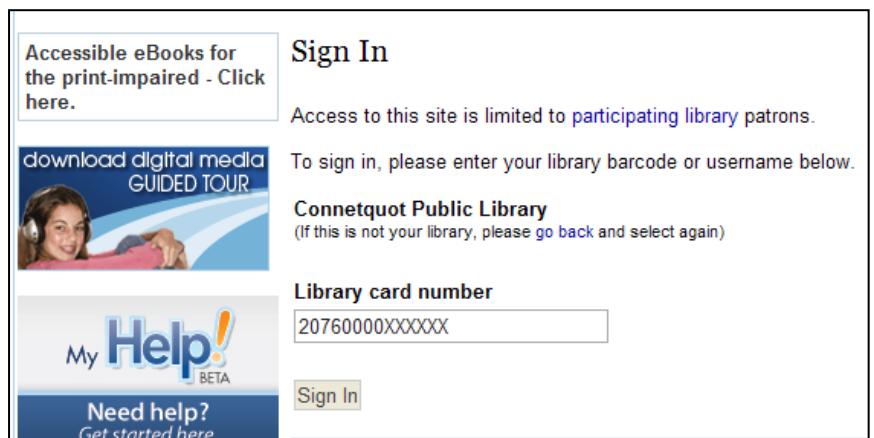 Accessible eBooks for
the print-impaired - Click
here.
download digital media
GUIDED TOUR
My Help!
BETA
Need help?
Get started here
Sign In
Access to this site is limited to participating library patrons.
To sign in, please enter your library barcode or username below.
Connetquot Public Library
(If this is not your library, please go back and select again)
Library card number
20760000XXXXXX
Sign In